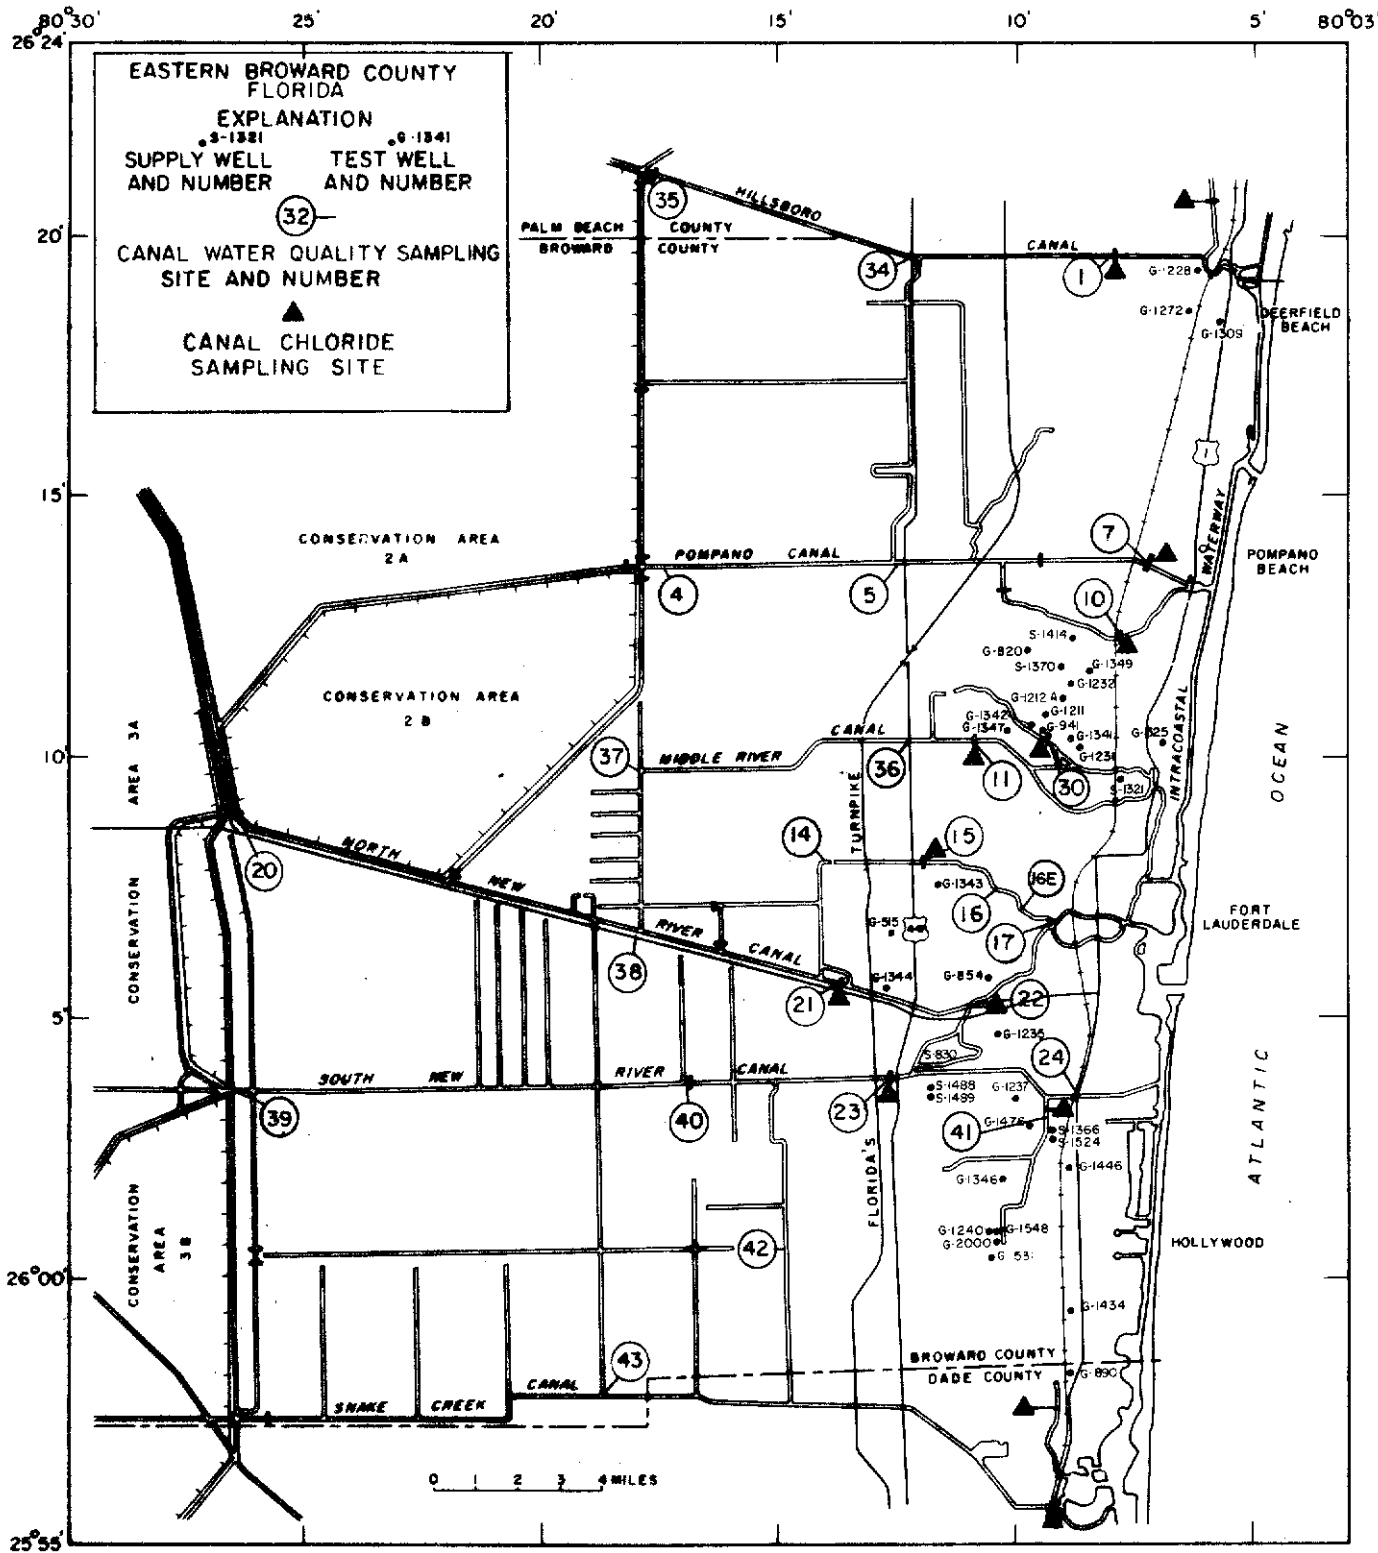 80°30'
25'
20'
15'
10'
5'
80°03'
26°24'
EASTERN BROWARD COUNTY
FLORIDA
EXPLANATION
S-1321
G-1341
SUPPLY WELL
AND NUMBER
TEST WELL
AND NUMBER
32
CANAL WATER QUALITY SAMPLING
SITE AND NUMBER
CANAL CHLORIDE
SAMPLING SITE
35
HILLSBORO
CANAL
PALM BEACH COUNTY
BROWARD COUNTY
20'
34
1
G-1228
G-1272
G-1309
DEERFIELD
BEACH
1
15'
CONSERVATION AREA
2A
POMPANO CANAL
4
5
7
WATERWAY
POMPANO
BEACH
10
S-1414
G-820
S-1370
G-1349
G-1232
G-1212 A
G-1211
G-1342
G-941
G-1347
G-1341
G-1231
S-1321
CONSERVATION AREA
2B
INTRACOASTAL
OCEAN
10'
CANAL
MIDDLE RIVER
37
36
11
30
AREA 3A
CONSERVATION
TURNPIKE
20
NORTH NEW RIVER CANAL
14
15
G-1343
16
16E
17
G-515
441
FORT
LAUDERDALE
38
21
G-1344
G-854
22
5'
G-1235
S-830
24
SOUTH NEW RIVER CANAL
39
40
23
S-1488
S-1489
G-1237
G-1476
41
S-1366
S-1524
G-1446
ATLANTIC
G-1346
FLORIDA'S
CONSERVATION
AREA
3B
42
G-1240
G-1548
G-2000
HOLLYWOOD
26°00'
G-1434
43
BROWARD COUNTY
DADE COUNTY
G-890
SNAKE CREEK CANAL
0 1 2 3 4 MILES
25°55'